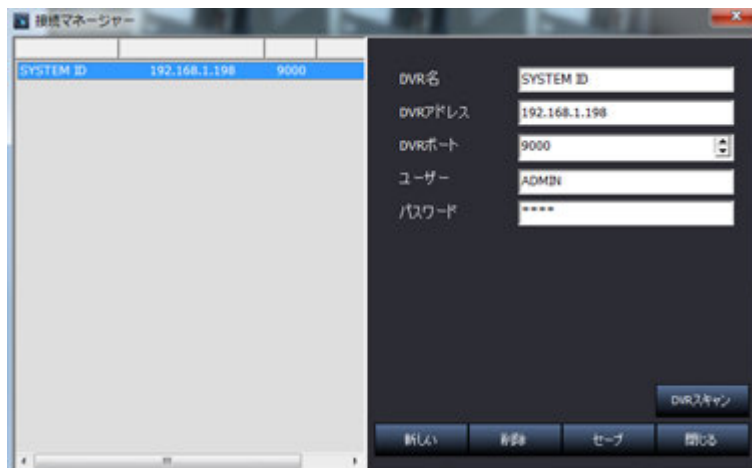 接続マネージャー
SYSTEM ID 192.168.1.198 9000
DVR名 SYSTEM ID
DVRアドレス 192.168.1.198
DVRポート 9000
ユーザー ADMIN
パスワード ****
DVRスキャン
新しい 削除 セーブ 閉じる